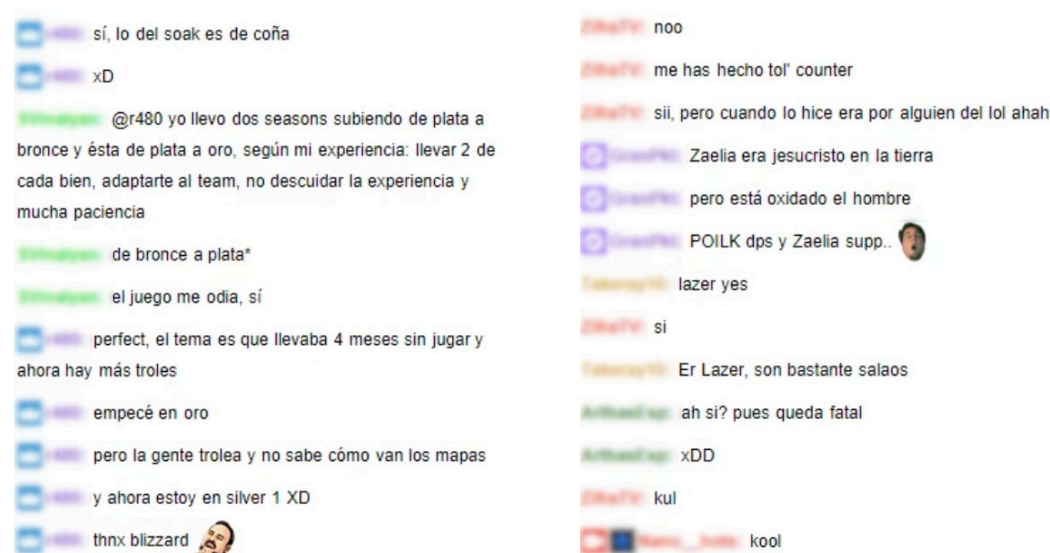 sí, lo del soak es de coña
xD
@r480 yo llevo dos seasons subiendo de plata a
bronce y ésta de plata a oro, según mi experiencia: llevar 2 de
cada bien, adaptarte al team, no descuidar la experiencia y
mucha paciencia
de bronce a plata*
el juego me odia, sí
perfect, el tema es que llevaba 4 meses sin jugar y
ahora hay más troles
empecé en oro
pero la gente trolea y no sabe cómo van los mapas
y ahora estoy en silver 1 XD
thnx blizzard
noo
me has hecho tol' counter
sii, pero cuando lo hice era por alguien del lol ahah
Zaelia era jesucristo en la tierra
pero está oxidado el hombre
POILK dps y Zaelia supp..
lazer yes
si
Er Lazer, son bastante salaos
ah si? pues queda fatal
xDD
kul
kool